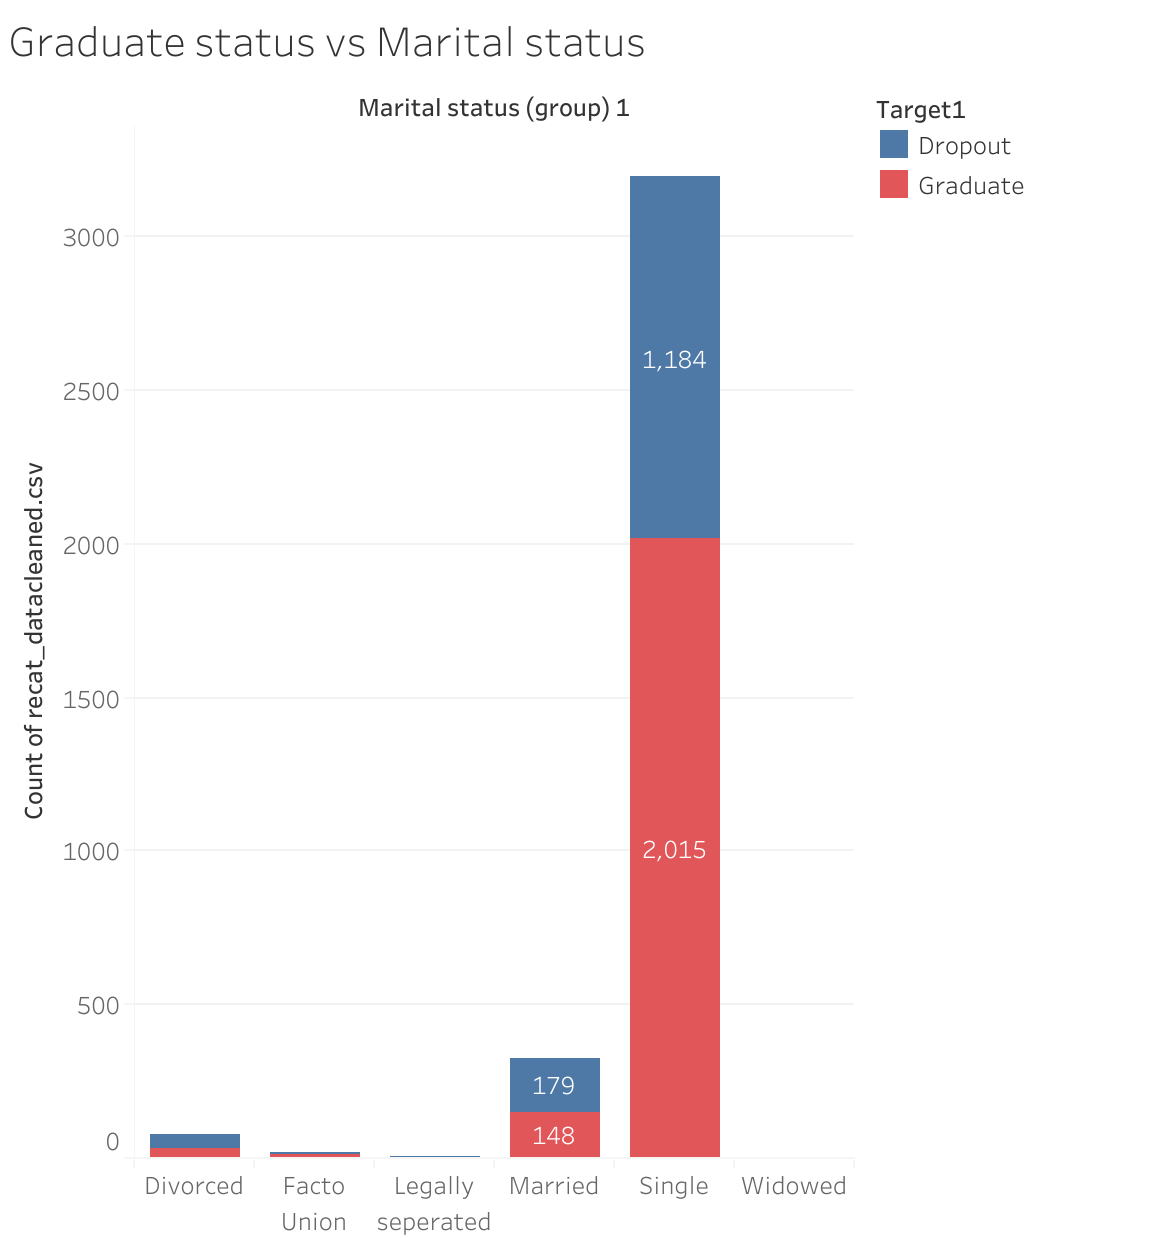 Graduate status vs Marital status
Marital status (group) 1
Target1
Dropout
Graduate
Count of recat_datacleaned.csv
3000
2500
2000
1500
1000
500
0
1,184
2,015
179
148
Divorced
Facto
Union
Legally
seperated
Married
Single
Widowed